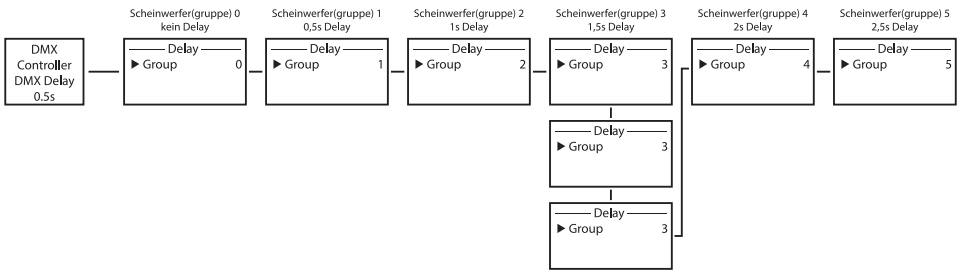 DMX
Controller
DMX Delay
0.5s
Scheinwerfer(gruppe) 0
kein Delay
Delay
▶ Group 0
Scheinwerfer(gruppe) 1
0,5s Delay
Delay
▶ Group 1
Scheinwerfer(gruppe) 2
1s Delay
Delay
▶ Group 2
Scheinwerfer(gruppe) 3
1,5s Delay
Delay
▶ Group 3
Delay
▶ Group 3
Delay
▶ Group 3
Scheinwerfer(gruppe) 4
2s Delay
Delay
▶ Group 4
Scheinwerfer(gruppe) 5
2,5s Delay
Delay
▶ Group 5